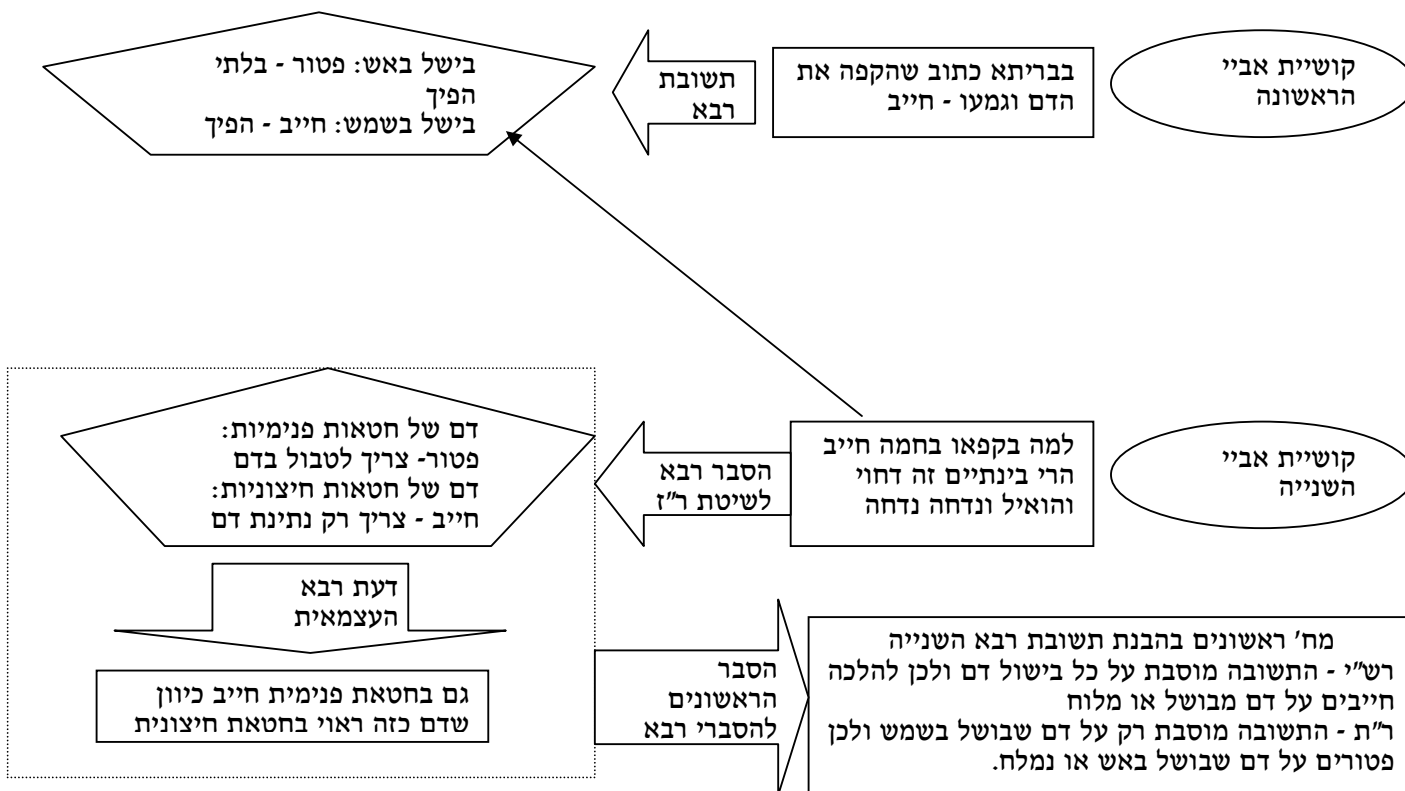 קושיית אביי
הראשונה
בבריתא כתוב שהקפה את
הדם וגמעו - חייב
תשובת
רבא
בישל באש: פטור - בלתי
הפיך
בישל בשמש: חייב - הפיך
קושיית אביי
השנייה
למה בקפאו בחמה חייב
הרי בינתיים זה דחוי
והואיל ונדחה נדחה
הסבר רבא
לשיטת ר"ז
דם של חטאות פנימיות:
פטור- צריך לטבול בדם
דם של חטאות חיצוניות:
חייב - צריך רק נתינת דם
דעת רבא
העצמאית
גם בחטאת פנימית חייב כיוון
שדם כזה ראוי בחטאת חיצונית
הסבר
הראשונים
להסברי רבא
מח' ראשונים בהבנת תשובת רבא השנייה
רש"י - התשובה מוסבת על כל בישול דם ולכן להלכה
חייבים על דם מבושל או מלוח
ר"ת - התשובה מוסבת רק על דם שבושל בשמש ולכן
פטורים על דם שבושל באש או נמלח.